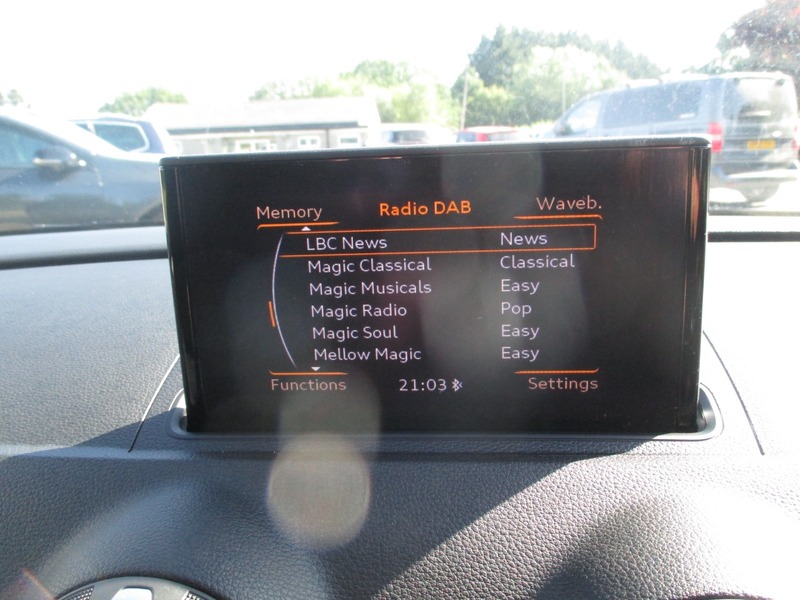 Memory Radio DAB Waveb.
LBC News News
Magic Classical Classical
Magic Musicals Easy
Magic Radio Pop
Magic Soul Easy
Mellow Magic Easy
Functions 21:03 Settings